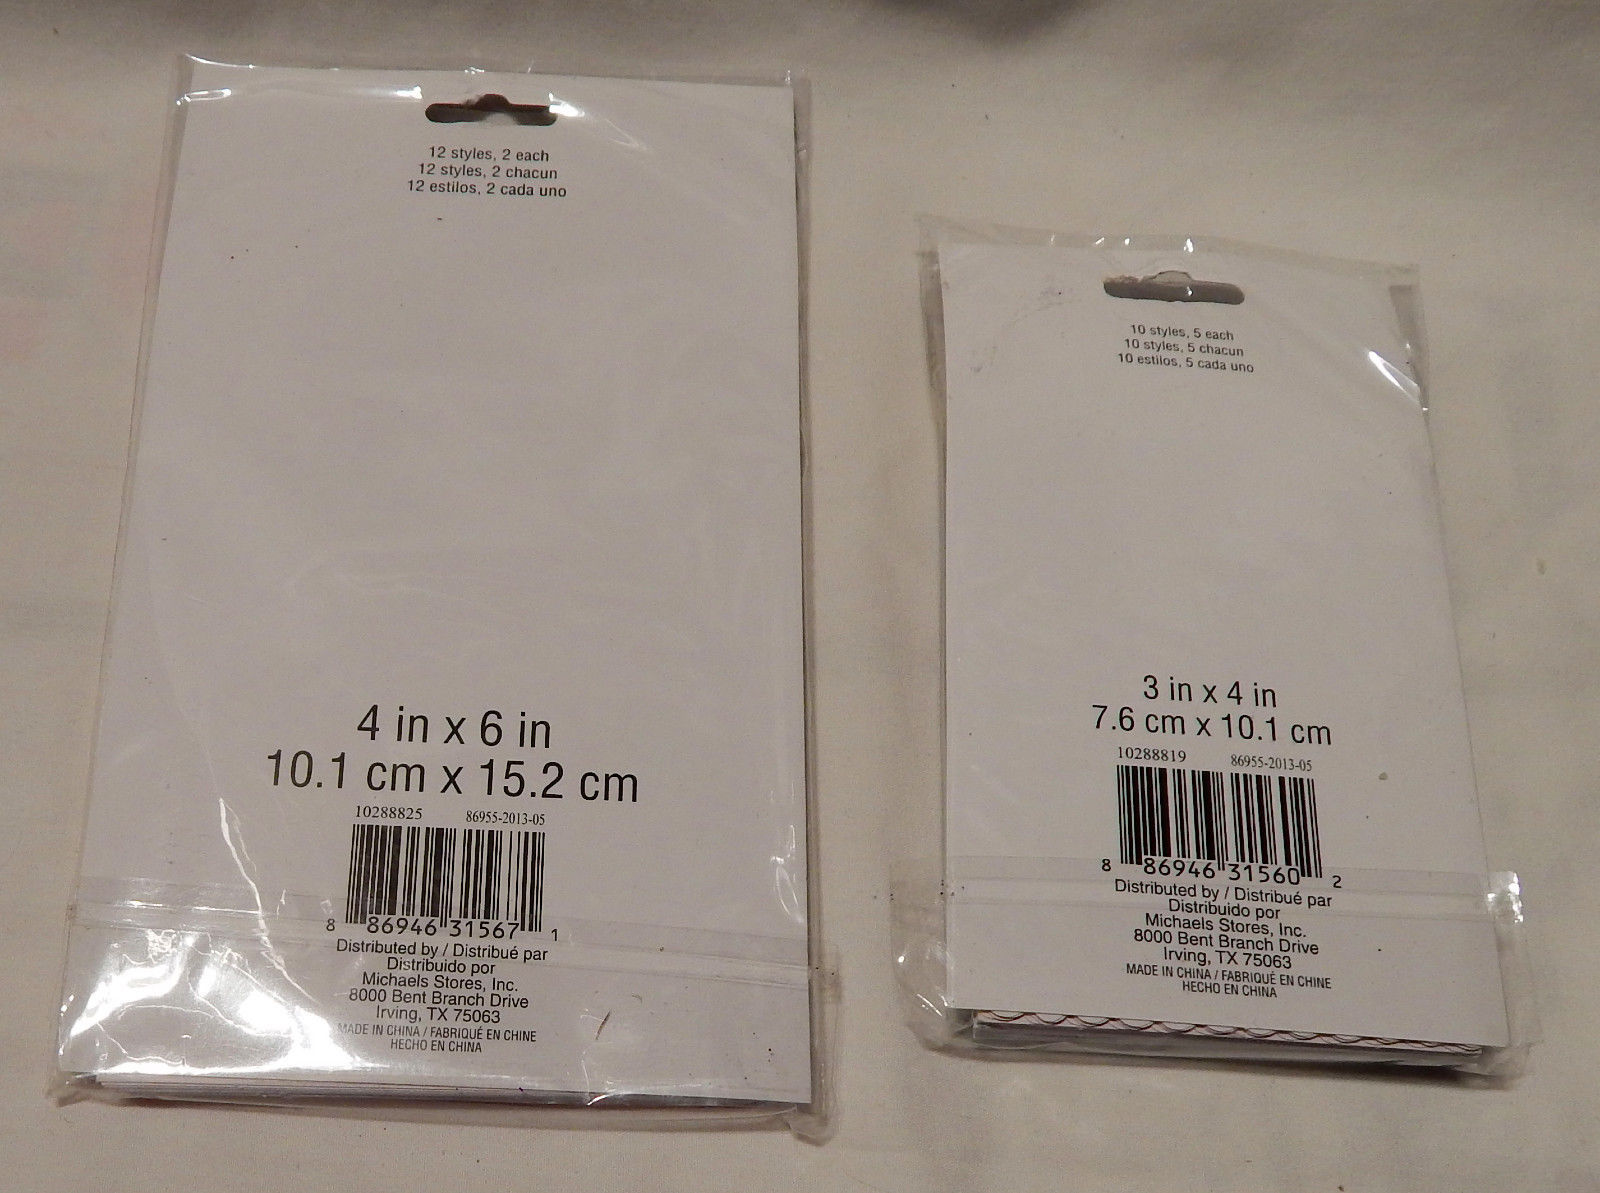 12 styles, 2 each
12 styles, 2 chacun
12 estilos, 2 cada uno
4 in x 6 in
10.1 cm x 15.2 cm
10288825 86955-2013-05
8 86946 31567 1
Distributed by / Distribué par
Distribuido por
Michaels Stores, Inc.
8000 Bent Branch Drive
Irving, TX 75063
MADE IN CHINA / FABRIQUÉ EN CHINE
HECHO EN CHINA
10 styles, 5 each
10 styles, 5 chacun
10 estilos, 5 cada uno
3 in x 4 in
7.6 cm x 10.1 cm
10288819 86955-2013-05
8 86946 31560 2
Distributed by / Distribué par
Distribuido por
Michaels Stores, Inc.
8000 Bent Branch Drive
Irving, TX 75063
MADE IN CHINA / FABRIQUÉ EN CHINE
HECHO EN CHINA